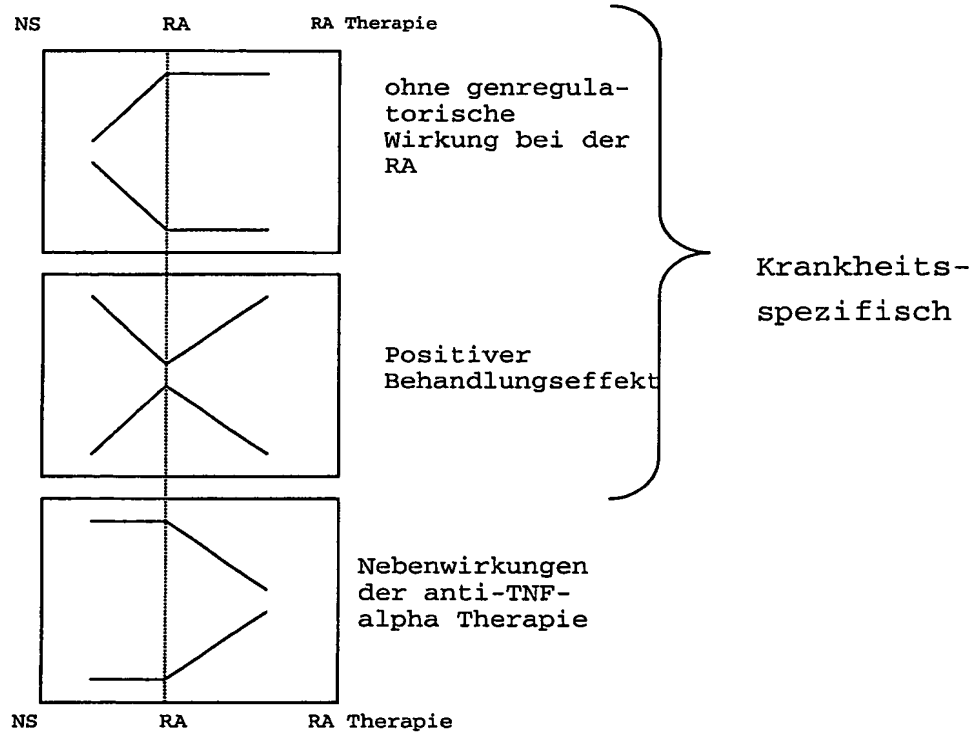 NS RA RA Therapie
ohne genregula-
torische
Wirkung bei der
RA
Krankheits-
spezifisch
Positiver
Behandlungseffekt
Nebenwirkungen
der anti-TNF-
alpha Therapie
NS RA RA Therapie